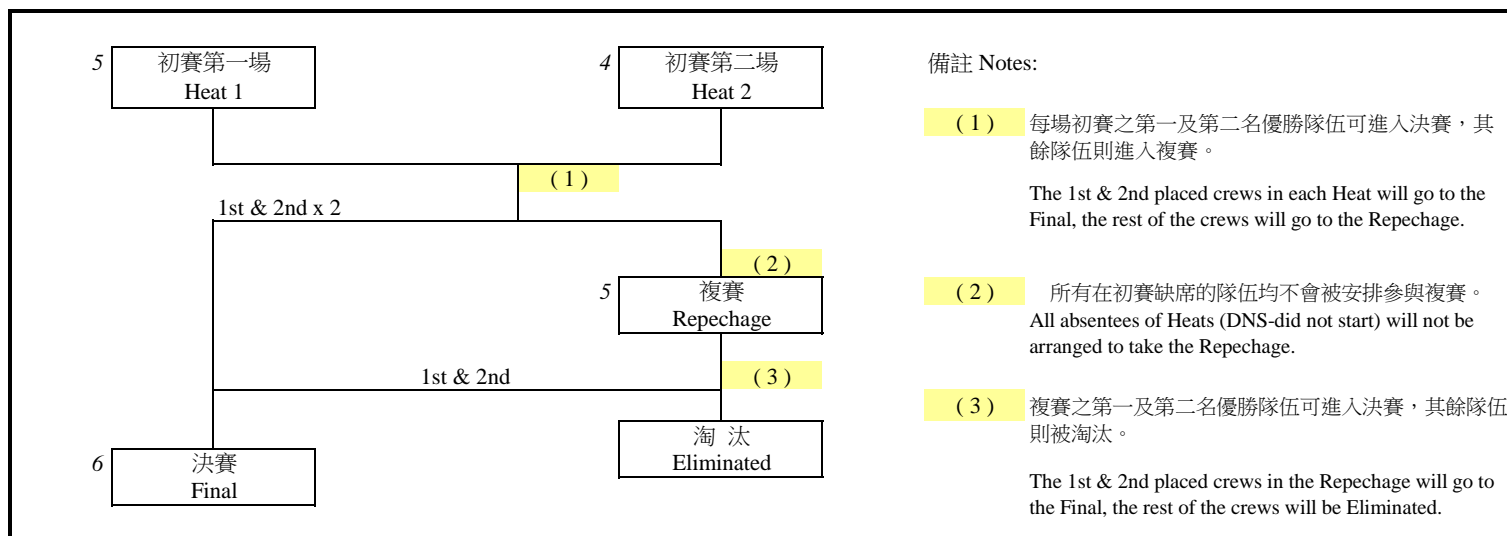 5
初賽第一場
Heat 1
4
初賽第二場
Heat 2
( 1 )
1st & 2nd x 2
( 2 )
5
複賽
Repechage
1st & 2nd
( 3 )
淘 汰
Eliminated
6
決賽
Final
備註 Notes:
( 1 ) 每場初賽之第一及第二名優勝隊伍可進入決賽，其
餘隊伍則進入複賽。
The 1st & 2nd placed crews in each Heat will go to the
Final, the rest of the crews will go to the Repechage.
( 2 ) 所有在初賽缺席的隊伍均不會被安排參與複賽。
All absentees of Heats (DNS-did not start) will not be
arranged to take the Repechage.
( 3 ) 複賽之第一及第二名優勝隊伍可進入決賽，其餘隊伍
則被淘汰。
The 1st & 2nd placed crews in the Repechage will go to
the Final, the rest of the crews will be Eliminated.